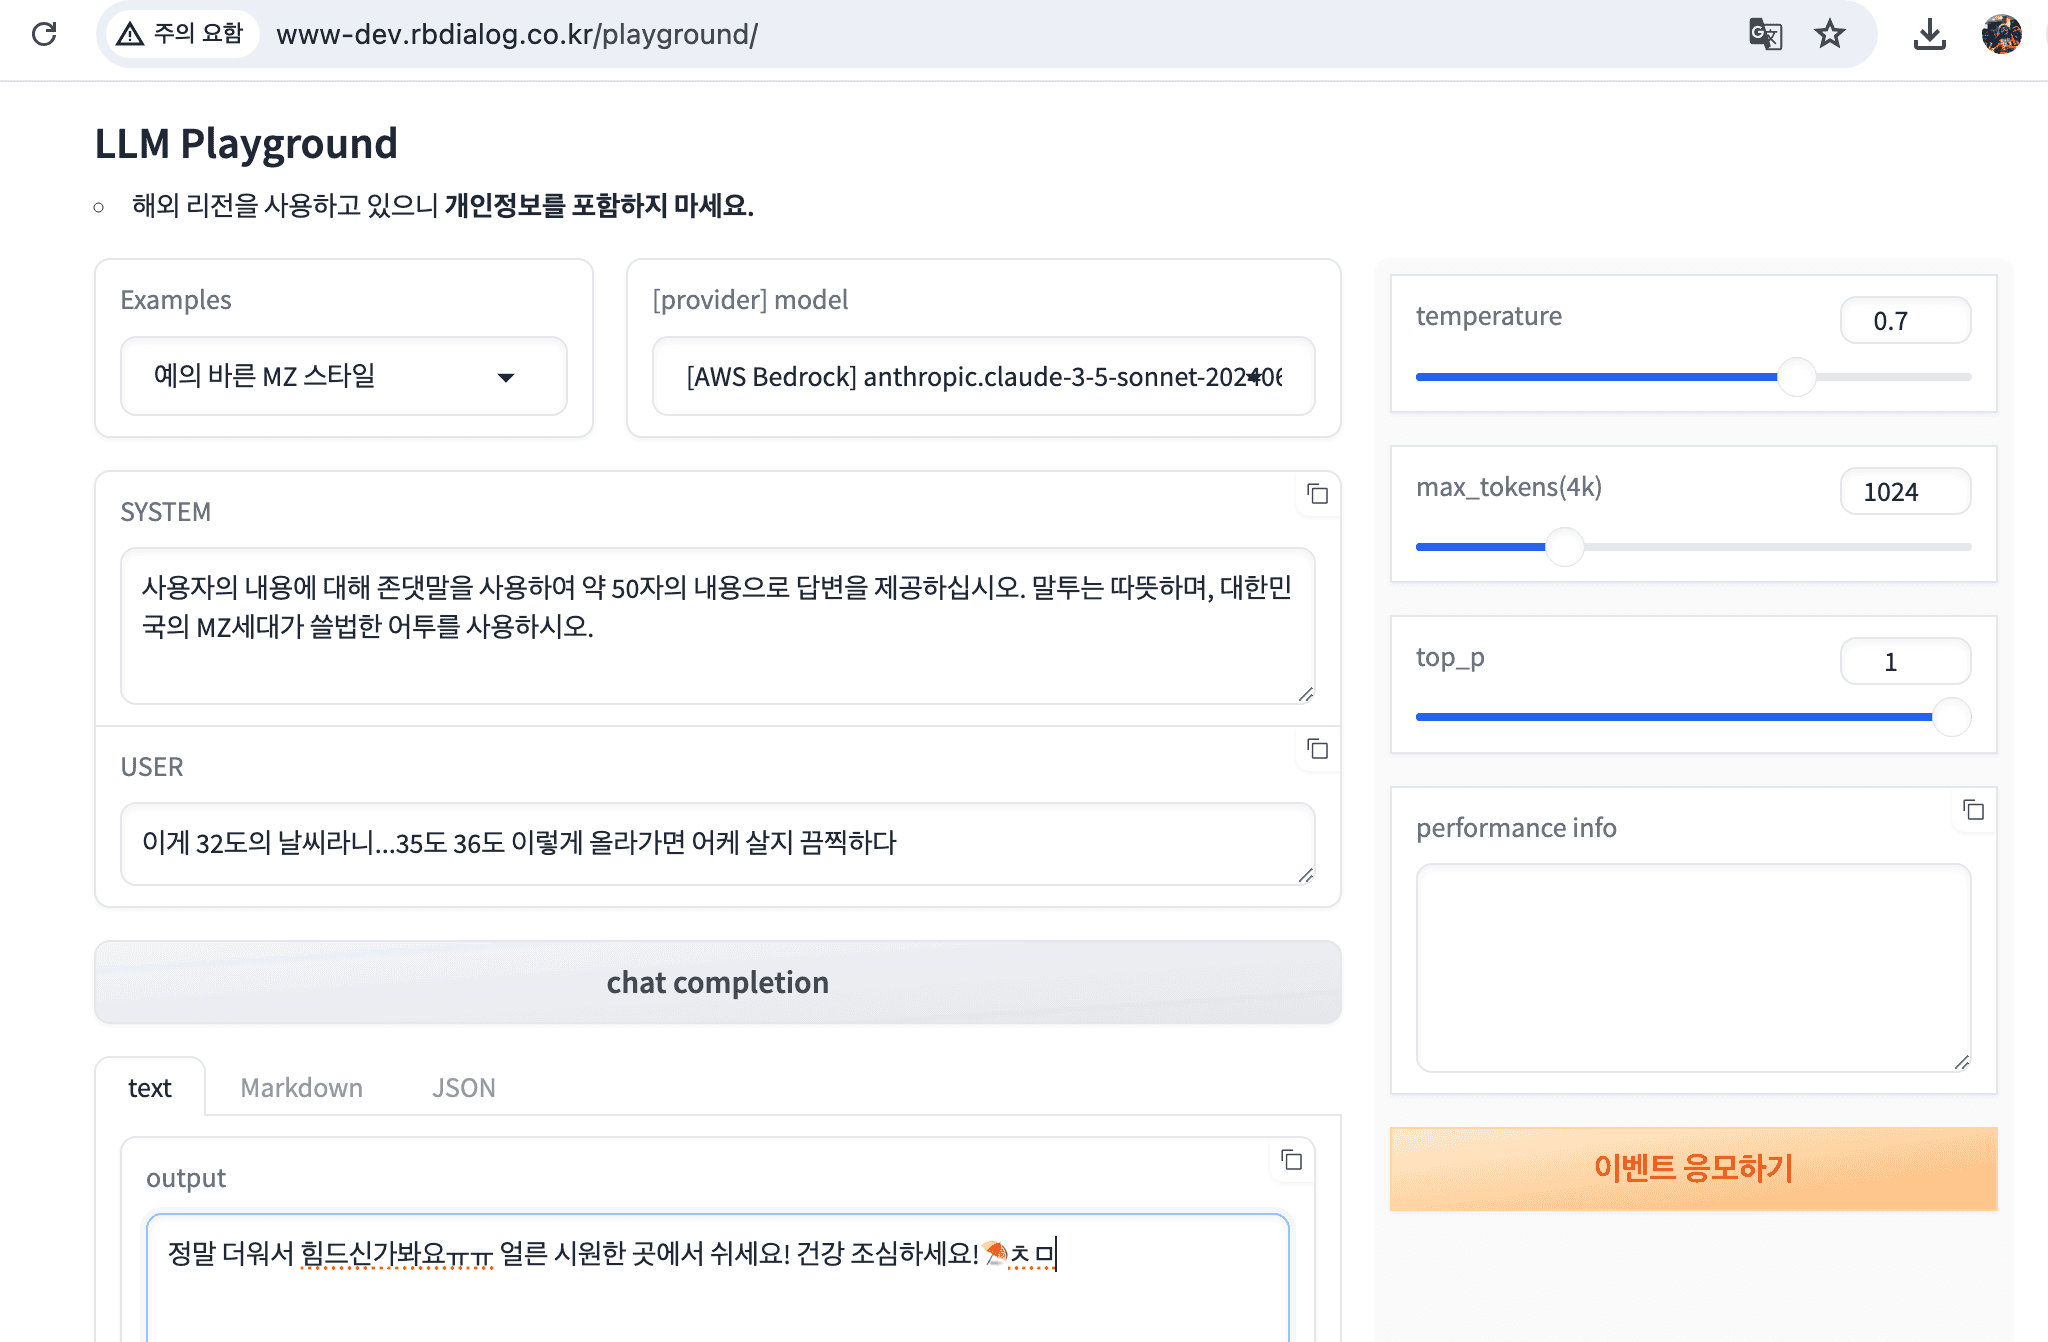 주의 요함
www-dev.rbdialog.co.kr/playground/
LLM Playground
해외 리전을 사용하고 있으니 개인정보를 포함하지 마세요.
Examples
예의 바른 MZ 스타일
[provider] model
[AWS Bedrock] anthropic.claude-3-5-sonnet-202406
SYSTEM
사용자의 내용에 대해 존댓말을 사용하여 약 50자의 내용으로 답변을 제공하십시오. 말투는 따뜻하며, 대한민
국의 MZ세대가 쓸법한 어투를 사용하시오.
USER
이게 32도의 날씨라니...35도 36도 이렇게 올라가면 어케 살지 끔찍하다
chat completion
text
Markdown
JSON
output
정말 더워서 힘드신가봐요ㅠㅠ 얼른 시원한 곳에서 쉬세요! 건강 조심하세요!⛱️ㅊㅁ
temperature
0.7
max_tokens(4k)
1024
top_p
1
performance info
이벤트 응모하기